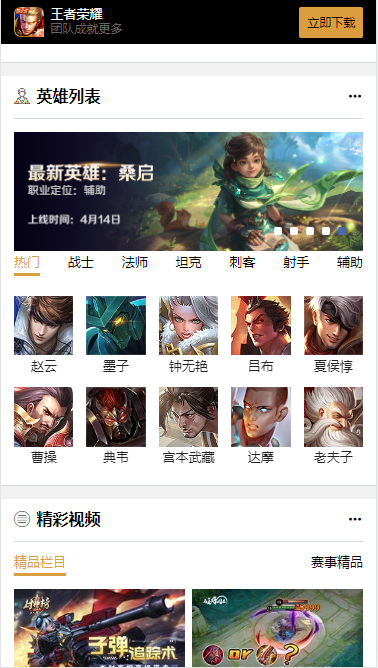 王者荣耀
团队成就更多
立即下载
英雄列表
最新英雄：桑启
职业定位：辅助
上线时间：4月14日
热门 战士 法师 坦克 刺客 射手 辅助
赵云 墨子 钟无艳 吕布 夏侯惇
曹操 典韦 宫本武藏 达摩 老夫子
精彩视频
精品栏目 赛事精品
子弹追踪术
OR ?